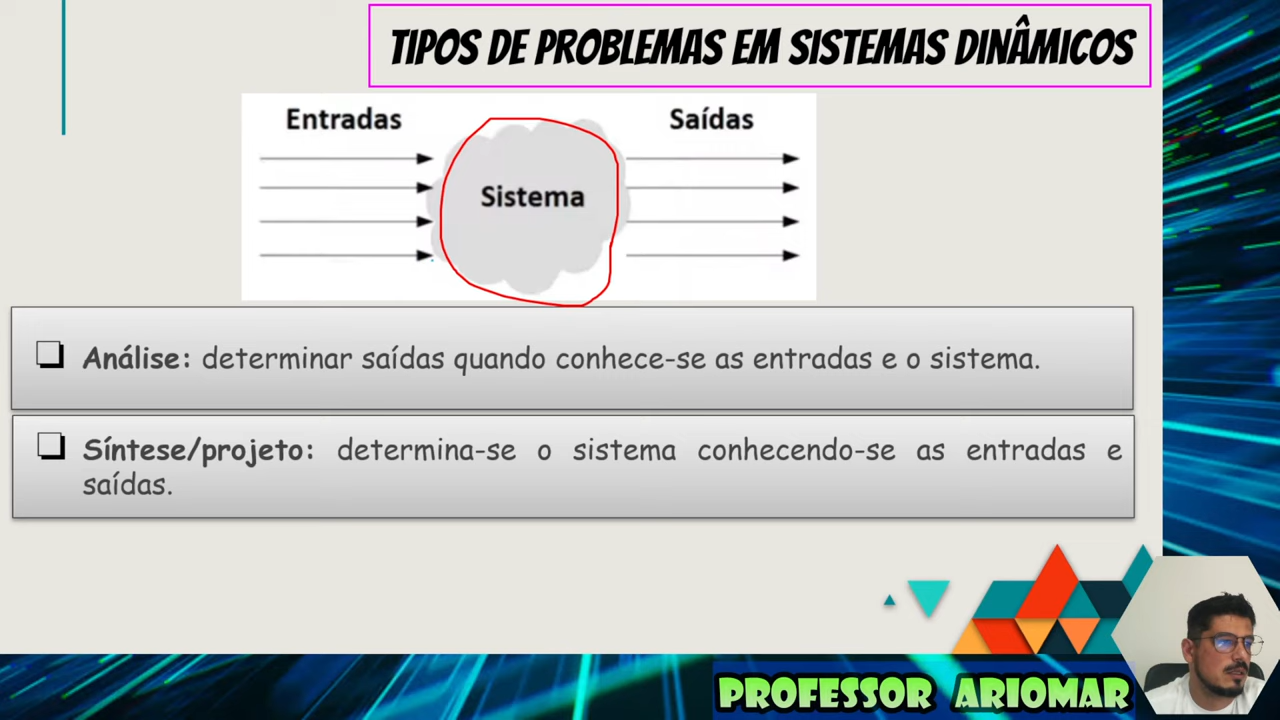 TIPOS DE PROBLEMAS EM SISTEMAS DINÂMICOS
Entradas
Saídas
Sistema
Análise: determinar saídas quando conhece-se as entradas e o sistema.
Síntese/projeto: determina-se o sistema conhecendo-se as entradas e
saídas.
PROFESSOR ARIOMAR